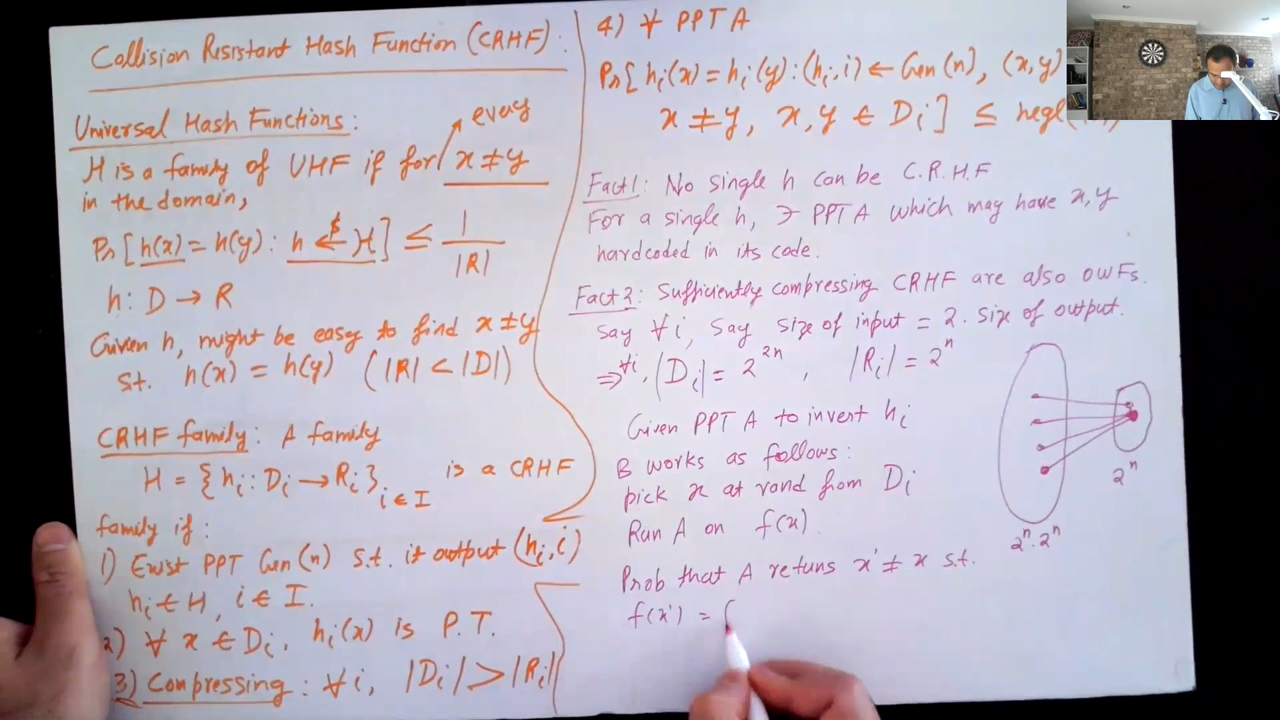 Collision Resistant Hash Function (CRHF):
Universal Hash Functions:
every
H is a family of UHF if for x ≠ y
in the domain,
Pr[h(x) = h(y) : h ←$ H] ≤ 1/|R|
h : D → R
Given h, might be easy to find x ≠ y
s.t. h(x) = h(y) (|R| < |D|)
CRHF family: A family
H = {hi : Di → Ri} i ∈ I is a CRHF
family if:
1) Exist PPT Gen(n) s.t. it output (hi, i)
hi ∈ H, i ∈ I.
2) ∀ x ∈ Di, hi(x) is P.T.
3) Compressing: ∀ i, |Di| > |Ri|
4) ∀ PPT A
Pr[hi(x) = hi(y) : (hi, i) ← Gen(n), (x, y)
x ≠ y, x, y ∈ Di] ≤ negl(
Fact 1: No single h can be C.R.H.F
For a single h, ∃ PPT A which may have x, y
hardcoded in its code.
Fact 2: Sufficiently compressing CRHF are also OWFs.
Say ∀ i, say size of input = 2. size of output.
⇒ ∀i, |Di| = 2^2n, |Ri| = 2^n
Given PPT A to invert hi
B works as follows:
pick x at rand from Di
Run A on f(x)
Prob that A retuns x' ≠ x s.t.
f(x') = (
2^n
2^n . 2^n